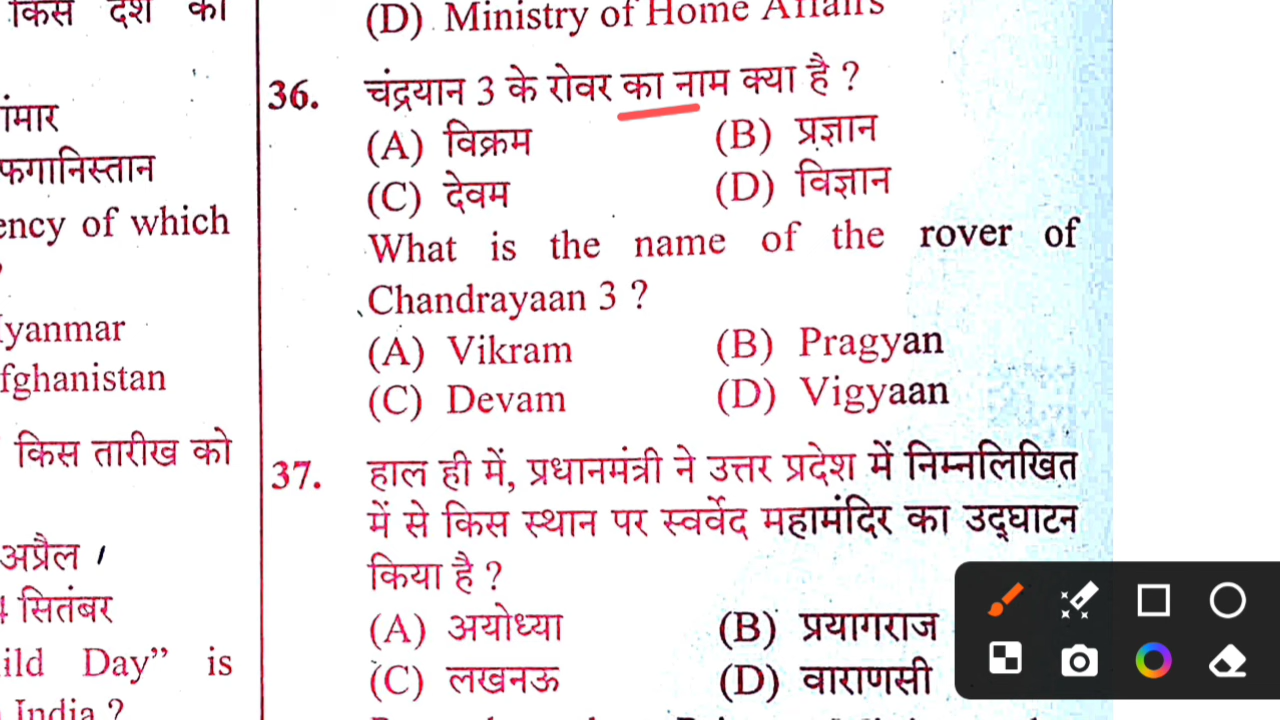 किस देश की
ांमार
फगानिस्तान
ency of which
yanmar
fghanistan
किस तारीख को
अप्रैल
सितंबर
ild Day” is
India ?
(D) Ministry of Home Affairs
36. चंद्रयान 3 के रोवर का नाम क्या है ?
(A) विक्रम (B) प्रज्ञान
(C) देवम (D) विज्ञान
What is the name of the rover of
Chandrayaan 3 ?
(A) Vikram (B) Pragyan
(C) Devam (D) Vigyaan
37. हाल ही में, प्रधानमंत्री ने उत्तर प्रदेश में निम्नलिखित
में से किस स्थान पर स्वर्वेद महामंदिर का उद्घाटन
किया है ?
(A) अयोध्या (B) प्रयागराज
(C) लखनऊ (D) वाराणसी